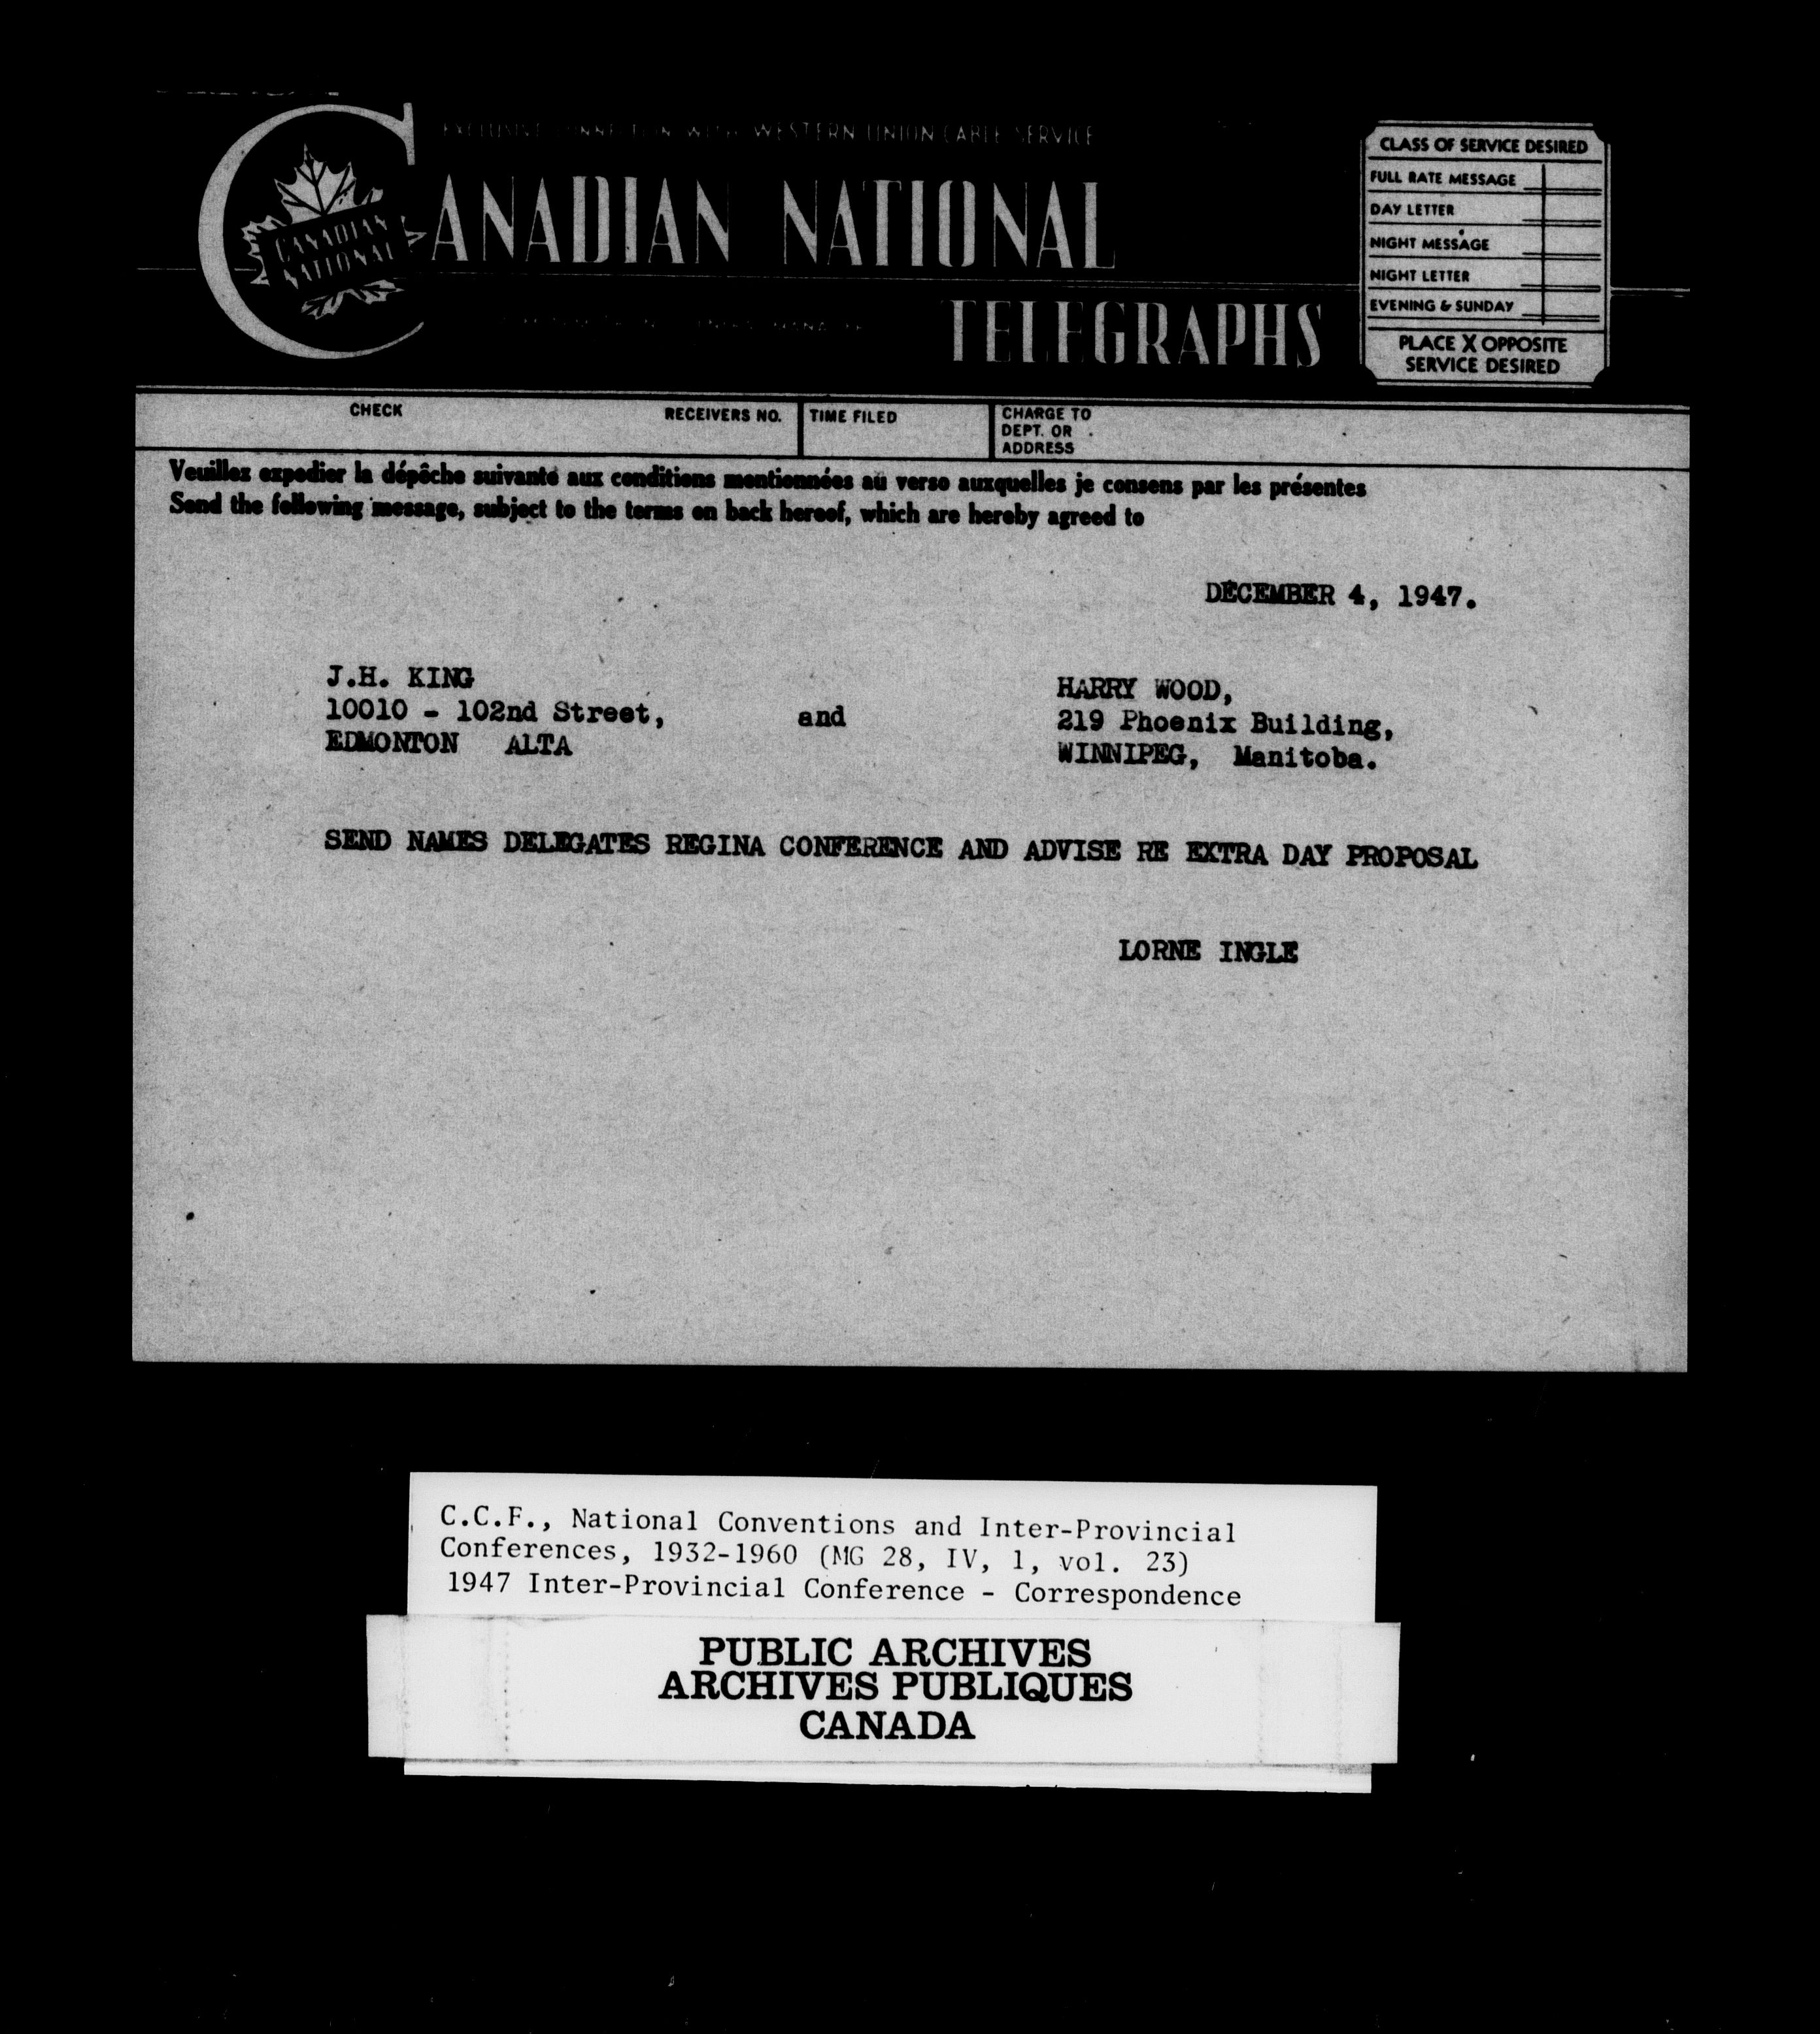 EXCLUSIVE CONNECTION WITH WESTERN UNION CABLE SERVICE
CANADIAN NATIONAL
CANADIAN
NATIONAL
TELEGRAPHS
CLASS OF SERVICE DESIRED
FULL RATE MESSAGE
DAY LETTER
NIGHT MESSAGE
NIGHT LETTER
EVENING & SUNDAY
PLACE X OPPOSITE
SERVICE DESIRED
CHECK RECEIVERS NO. TIME FILED CHARGE TO
DEPT. OR
ADDRESS
Veuillez expedier la dépêche suivante aux conditions mentionnées au verso auxquelles je consens par les présentes
Send the following message, subject to the terms on back hereof, which are hereby agreed to
DECEMBER 4, 1947.
J.H. KING
10010 - 102nd Street,
EDMONTON ALTA
and
HARRY WOOD,
219 Phoenix Building,
WINNIPEG, Manitoba.
SEND NAMES DELEGATES REGINA CONFERENCE AND ADVISE RE EXTRA DAY PROPOSAL
LORNE INGLE
C.C.F., National Conventions and Inter-Provincial
Conferences, 1932-1960 (MG 28, IV, 1, vol. 23)
1947 Inter-Provincial Conference - Correspondence
PUBLIC ARCHIVES
ARCHIVES PUBLIQUES
CANADA